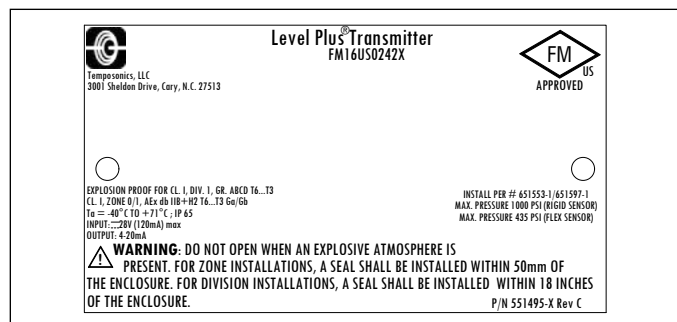 Level Plus® Transmitter
FM16US0242X
FM
US
APPROVED
Temposonics, LLC
3001 Sheldon Drive, Cary, N.C. 27513
EXPLOSION PROOF FOR CL. I, DIV. 1, GR. ABCD T6...T3
CL. I, ZONE 0/1, AEx db IIB+H2 T6...T3 Ga/Gb
Ta = -40°C TO +71°C ; IP 65
INPUT:⎓28V (120mA) max
OUTPUT: 4-20mA
INSTALL PER # 651553-1/651597-1
MAX. PRESSURE 1000 PSI (RIGID SENSOR)
MAX. PRESSURE 435 PSI (FLEX SENSOR)
WARNING: DO NOT OPEN WHEN AN EXPLOSIVE ATMOSPHERE IS
PRESENT. FOR ZONE INSTALLATIONS, A SEAL SHALL BE INSTALLED WITHIN 50mm OF
THE ENCLOSURE. FOR DIVISION INSTALLATIONS, A SEAL SHALL BE INSTALLED WITHIN 18 INCHES
OF THE ENCLOSURE.
P/N 551495-X Rev C